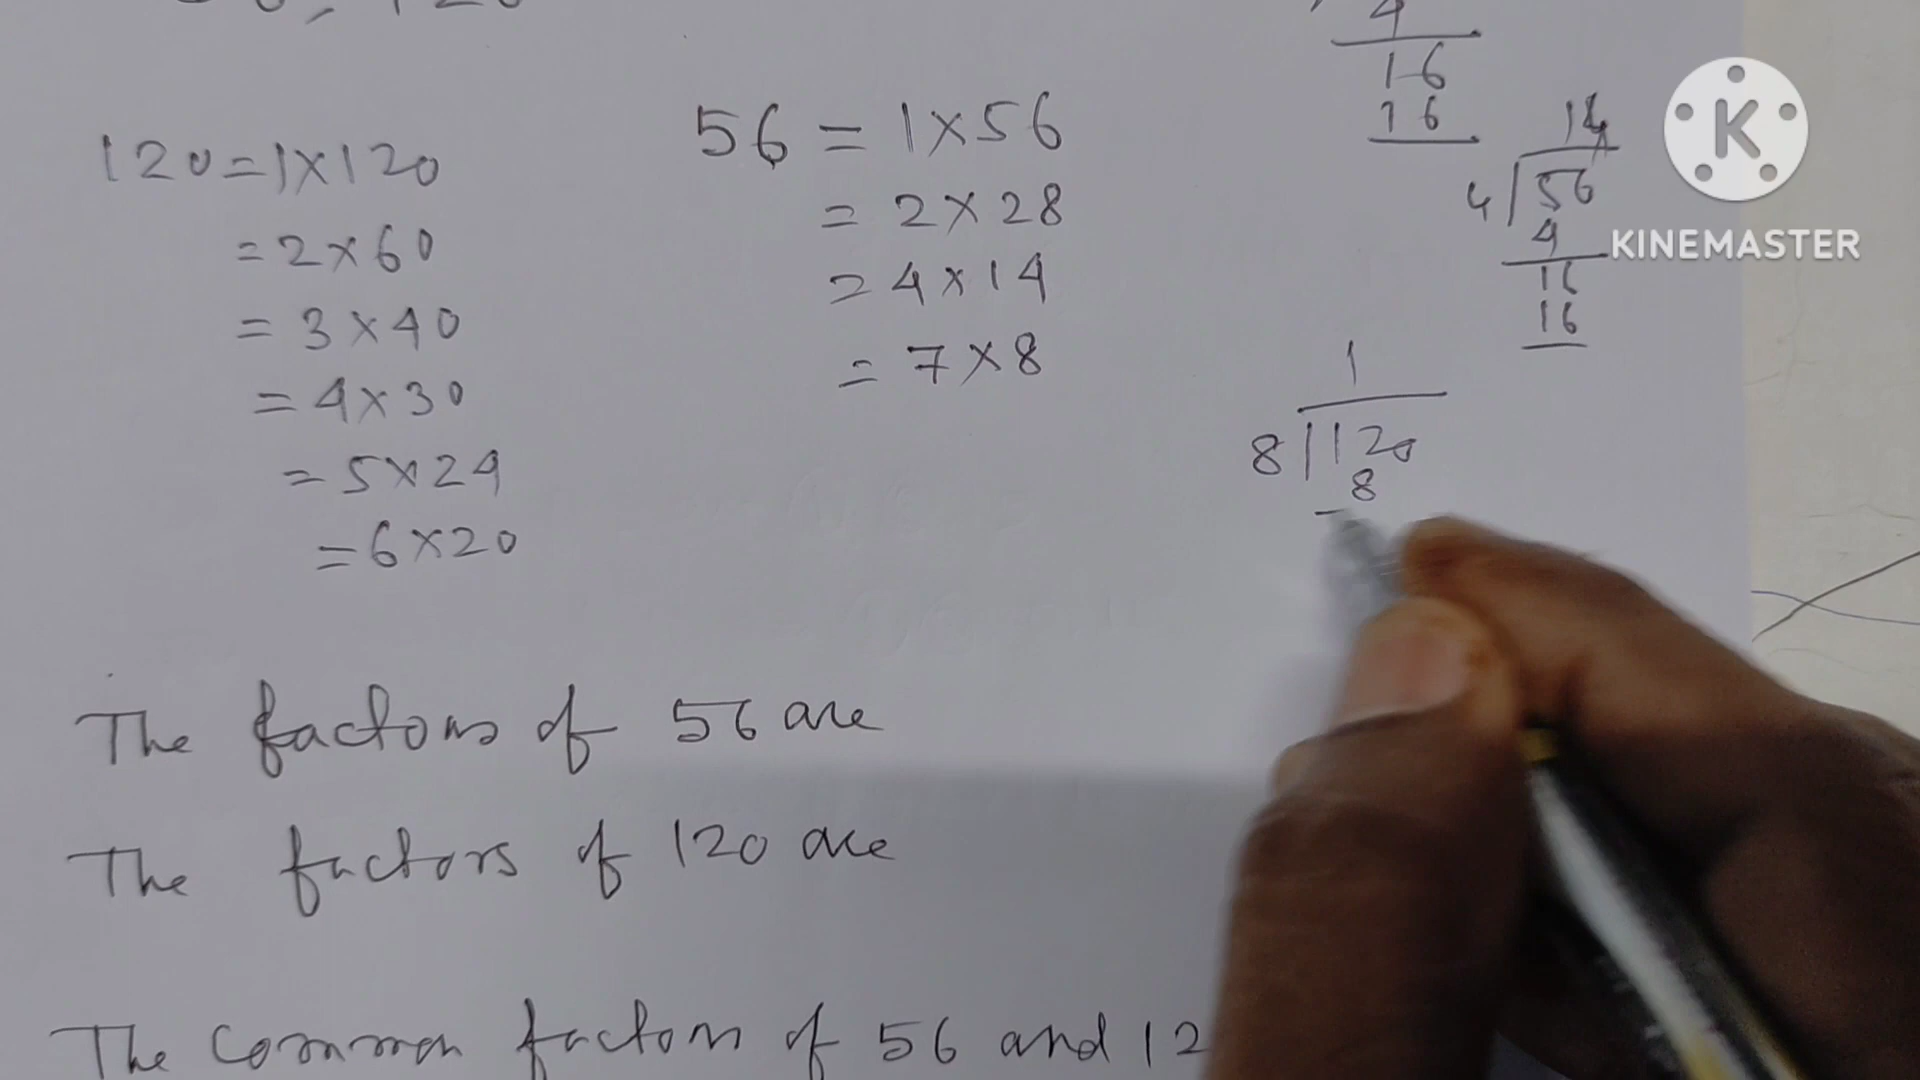 120 = 1 × 120
= 2 × 60
= 3 × 40
= 4 × 30
= 5 × 24
= 6 × 20
56 = 1 × 56
= 2 × 28
= 4 × 14
= 7 × 8
4
16
16
14
4 56
4
16
16
1
8 120
8
KINEMASTER
The factors of 56 are
The factors of 120 are
The common factors of 56 and 12